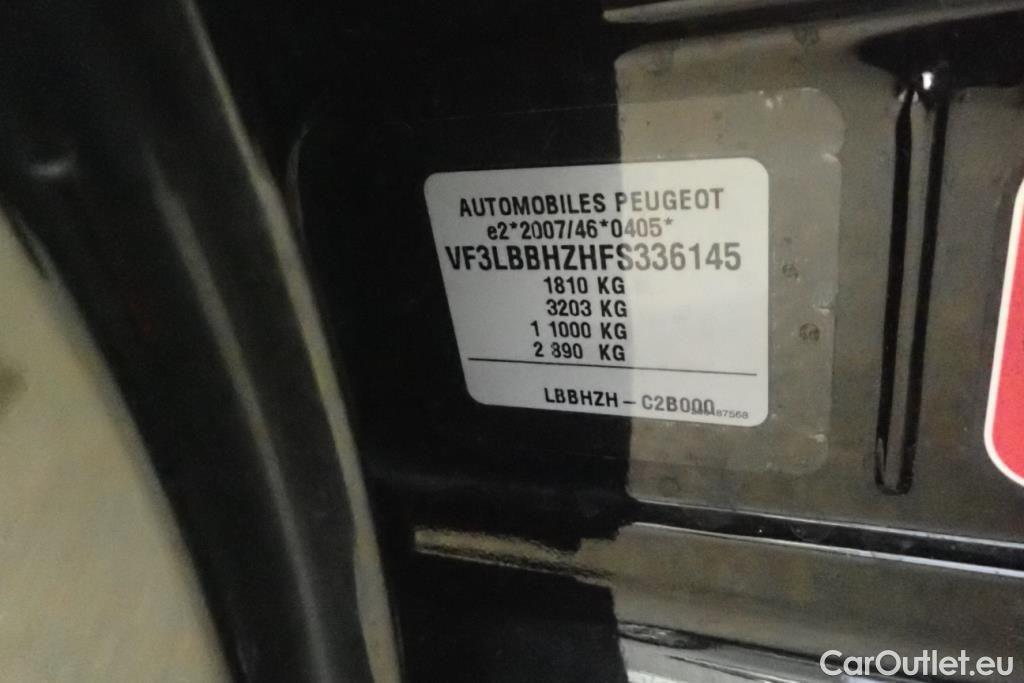 AUTOMOBILES PEUGEOT
e2*2007/46*0405*
VF3LBBHZHFS336145
1810 KG
3203 KG
1 1000 KG
2 890 KG
LBBHZH - C2B000
CarOutlet.eu